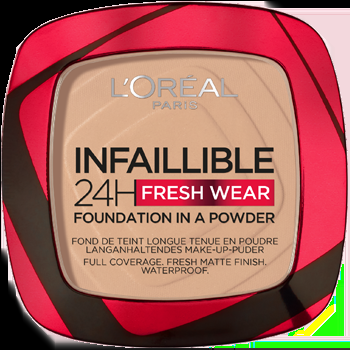 L'ORÉAL
PARIS
INFAILLIBLE
24H FRESH WEAR
FOUNDATION IN A POWDER
FOND DE TEINT LONGUE TENUE EN POUDRE
LANGANHALTENDES MAKE-UP-PUDER
FULL COVERAGE. FRESH MATTE FINISH.
WATERPROOF.